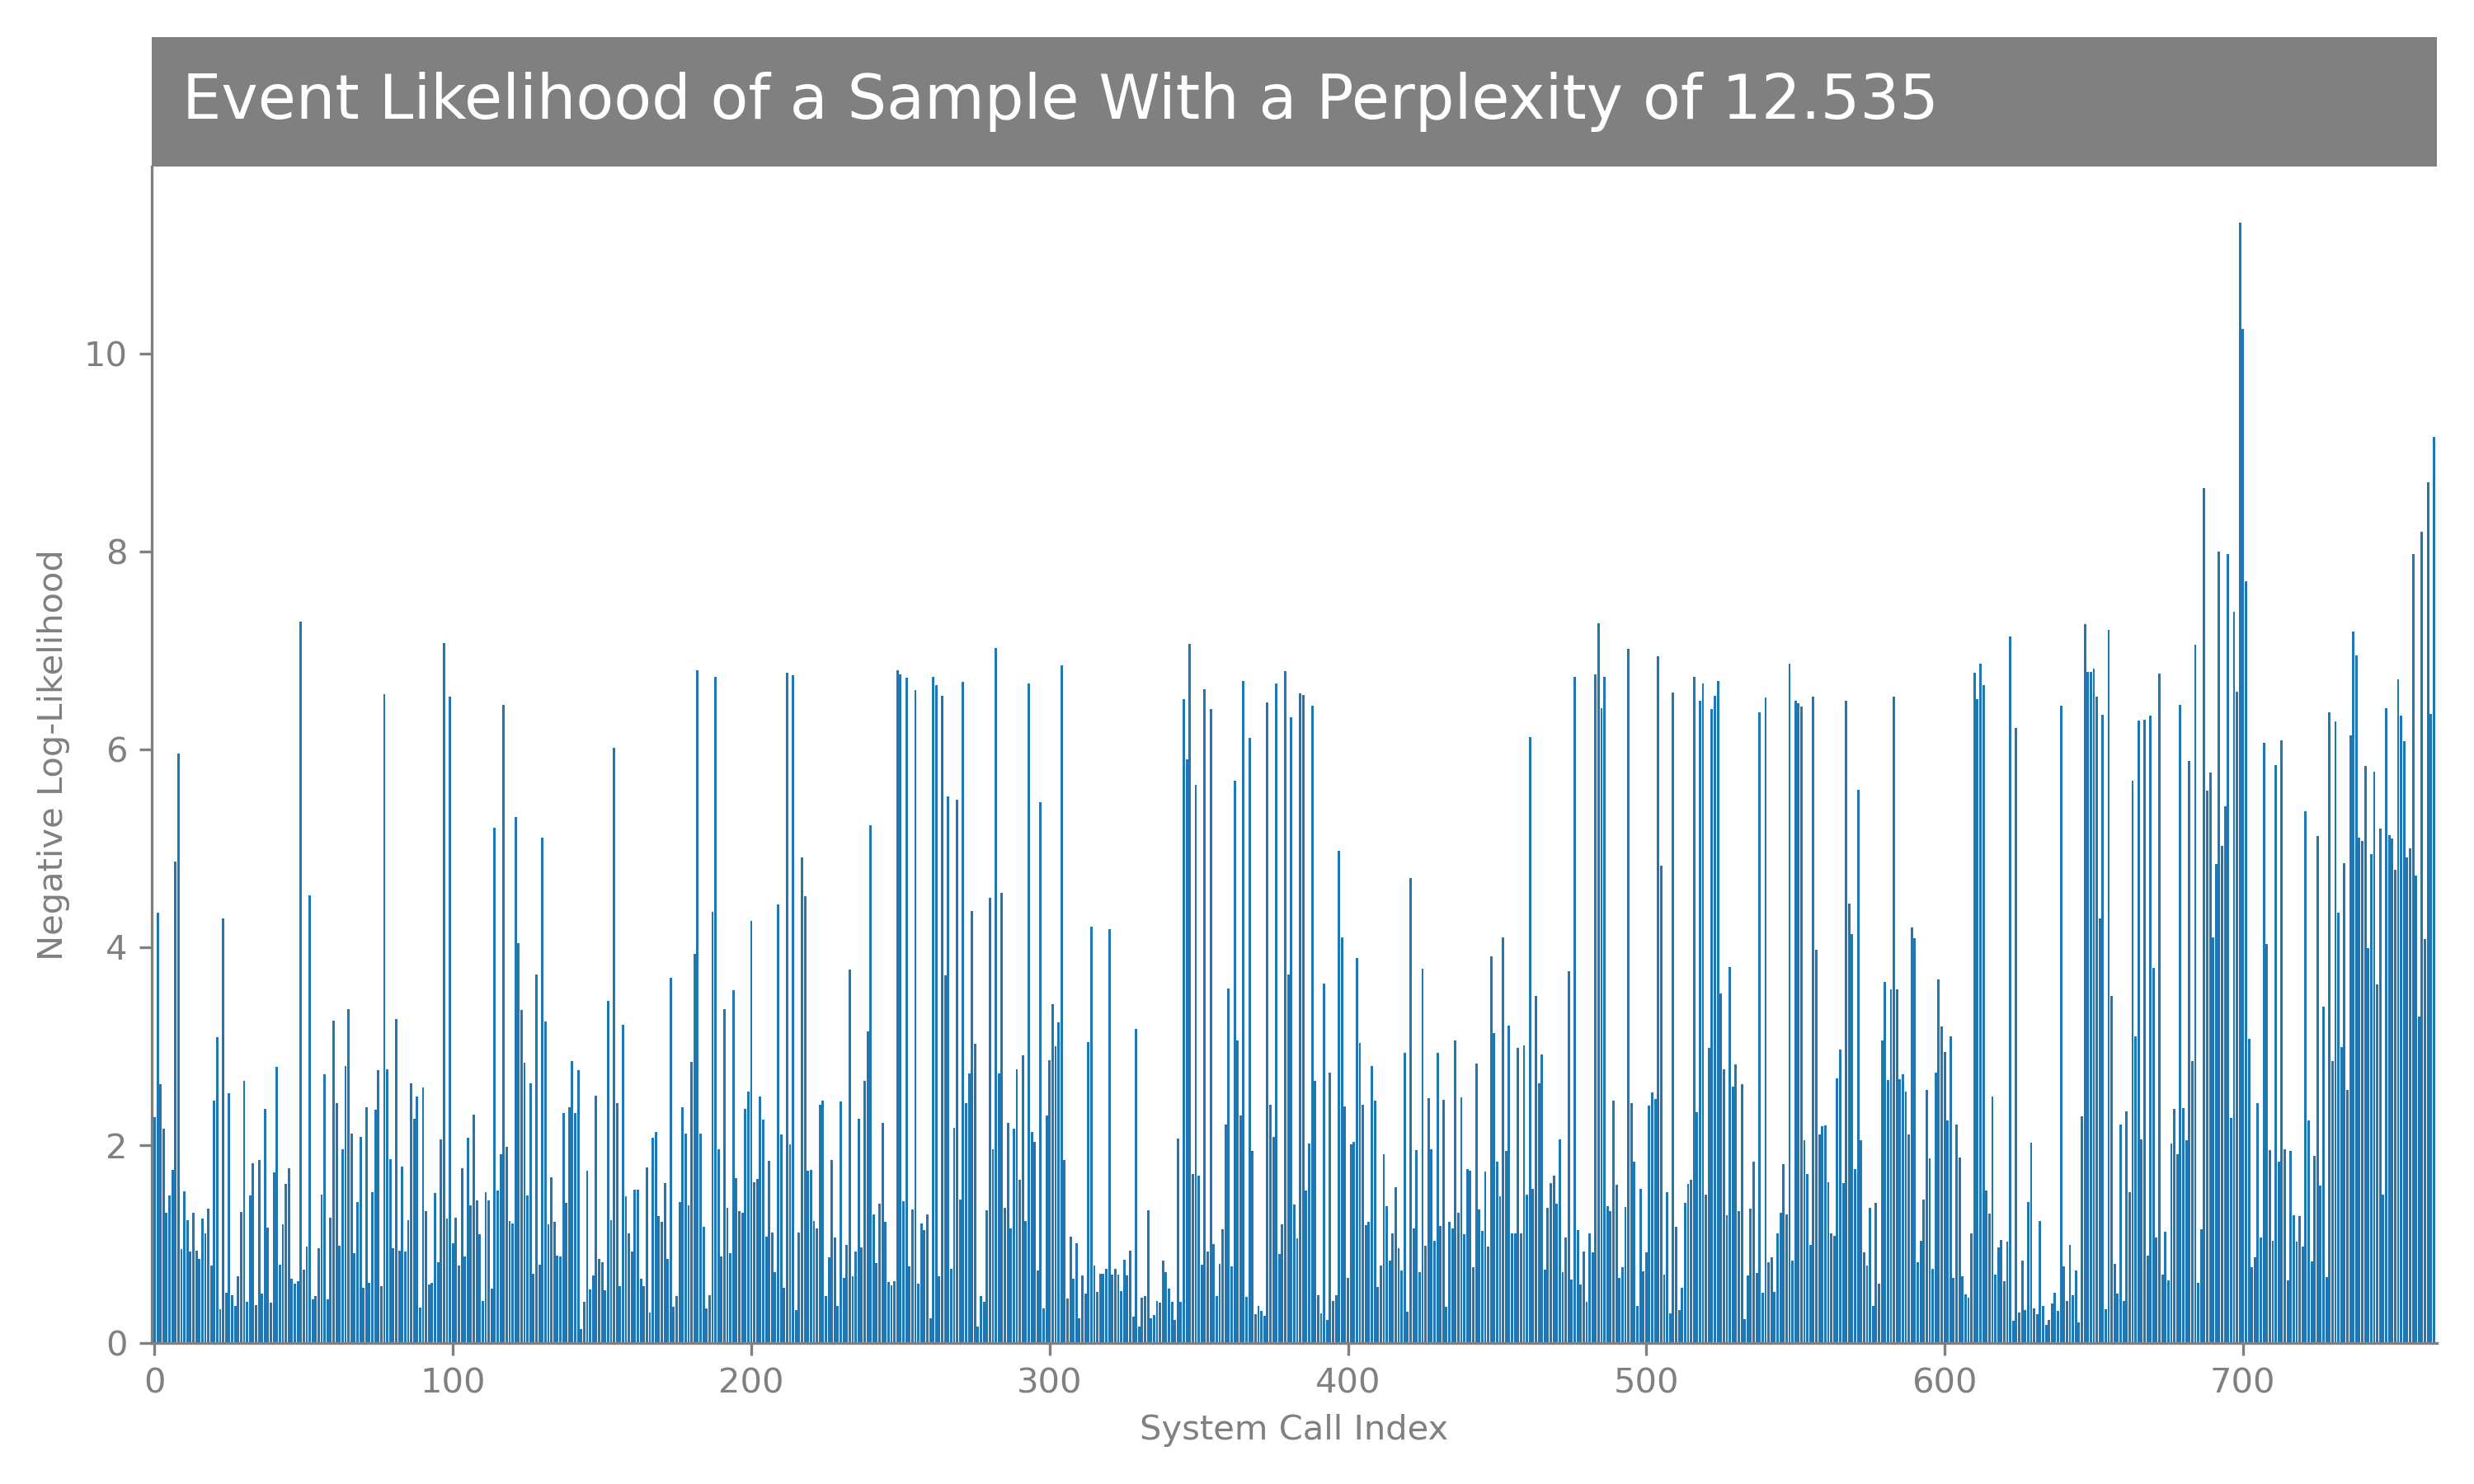 Event Likelihood of a Sample With a Perplexity of 12.535
Negative Log-Likelihood
10
8
6
4
2
0
0 100 200 300 400 500 600 700
System Call Index